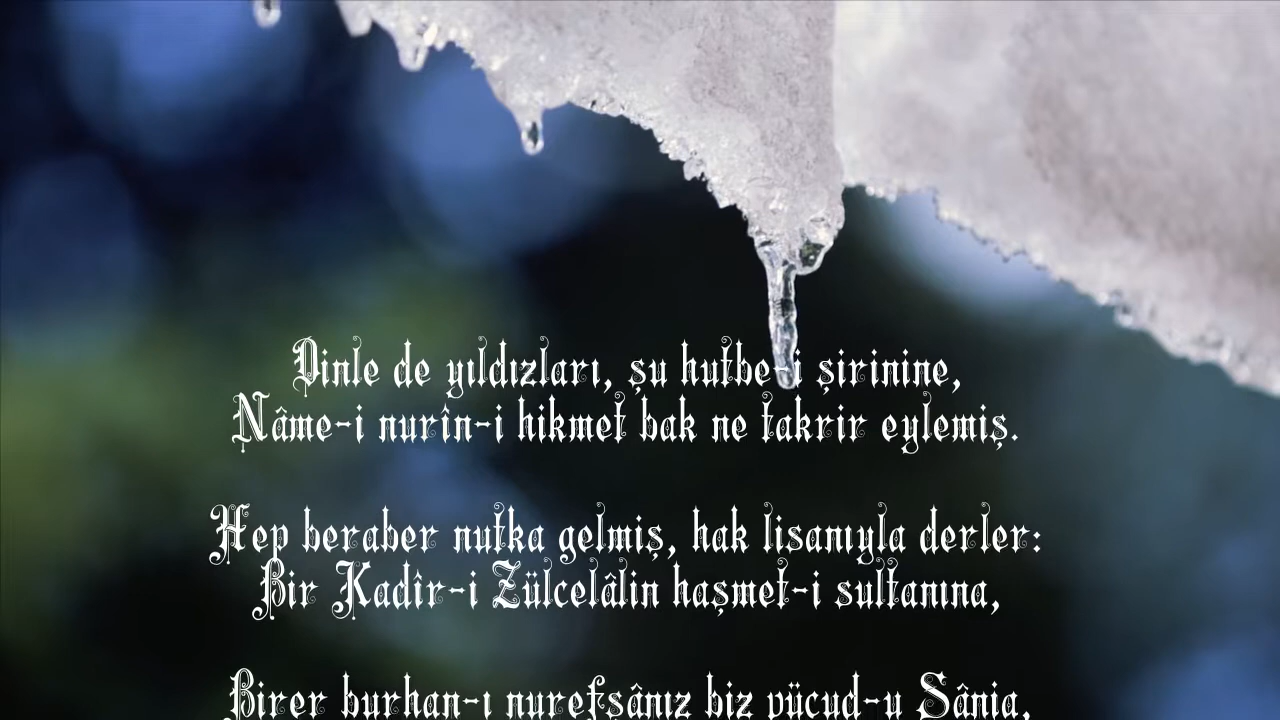 Dinle de yıldızları, şu hutbe-i şirinine,
Nâme-i nurîn-i hikmet bak ne takrir eylemiş.
Hep beraber nutka gelmiş, hak lisanıyla derler:
Bir Kadîr-i Zülcelâlin haşmet-i sultanına,
Birer burhan-ı nurefşânız biz vücud-u Sânia,